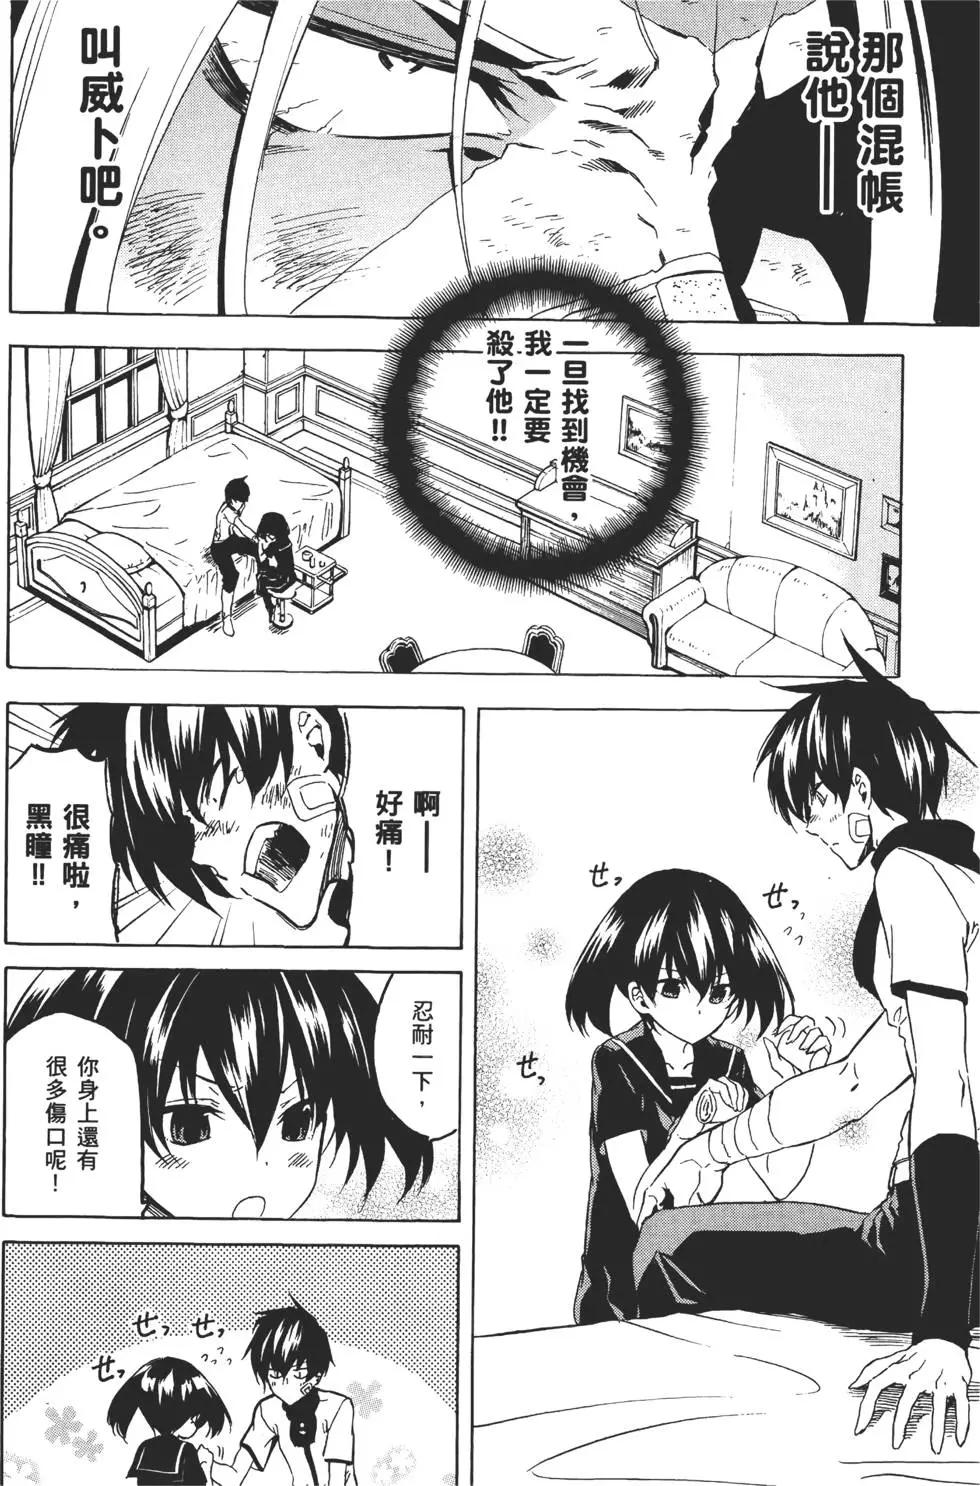 那個混帳
說他——
叫威卜吧。
一旦找到機會，
我一定要
殺了他!!
せっ
せっ
せっ
啊——
好痛！
很痛啦，
黑瞳!!
忍耐一下，
你身上還有
很多傷口呢！
せっ
せっ
せっ